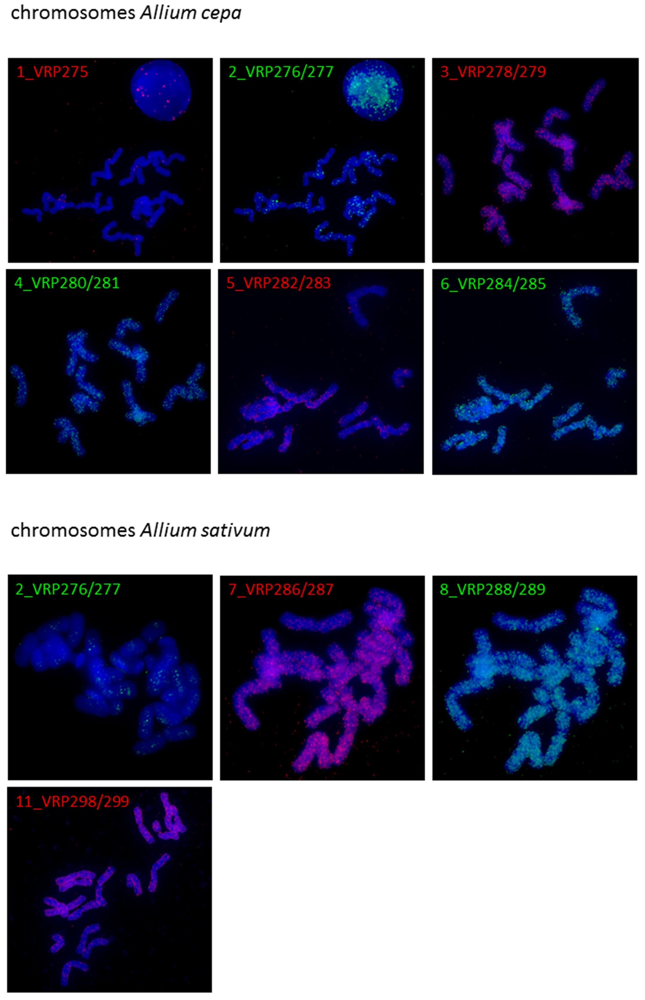 chromosomes Allium cepa
1_VRP275
2_VRP276/277
3_VRP278/279
4_VRP280/281
5_VRP282/283
6_VRP284/285
chromosomes Allium sativum
2_VRP276/277
7_VRP286/287
8_VRP288/289
11_VRP298/299